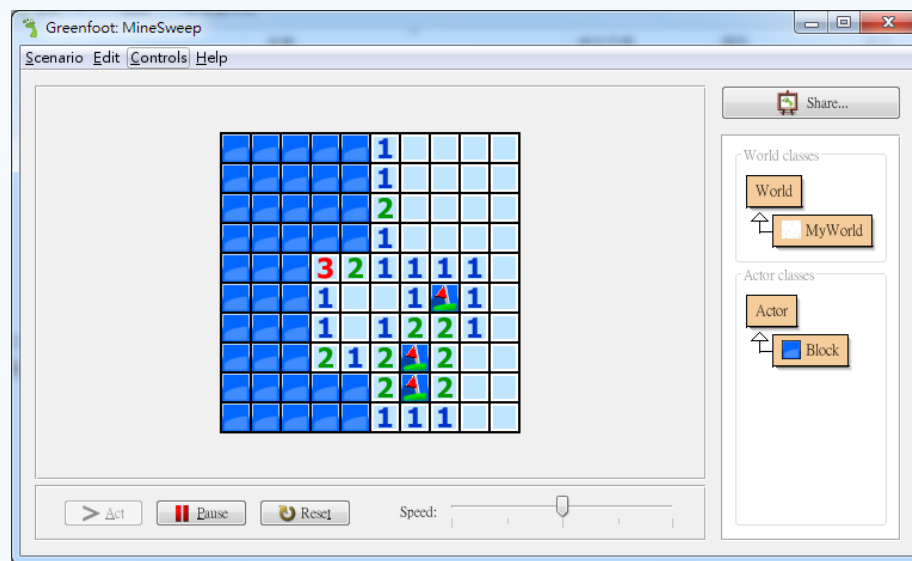 Greenfoot: MineSweep
Scenario Edit Controls Help
Share...
World classes
World
MyWorld
Actor classes
Actor
Block
1
1
2
1
3 2 1 1 1 1
1 1 1
1 1 2 2 1
2 1 2 2
2 2
1 1 1
Act
Pause
Reset
Speed: